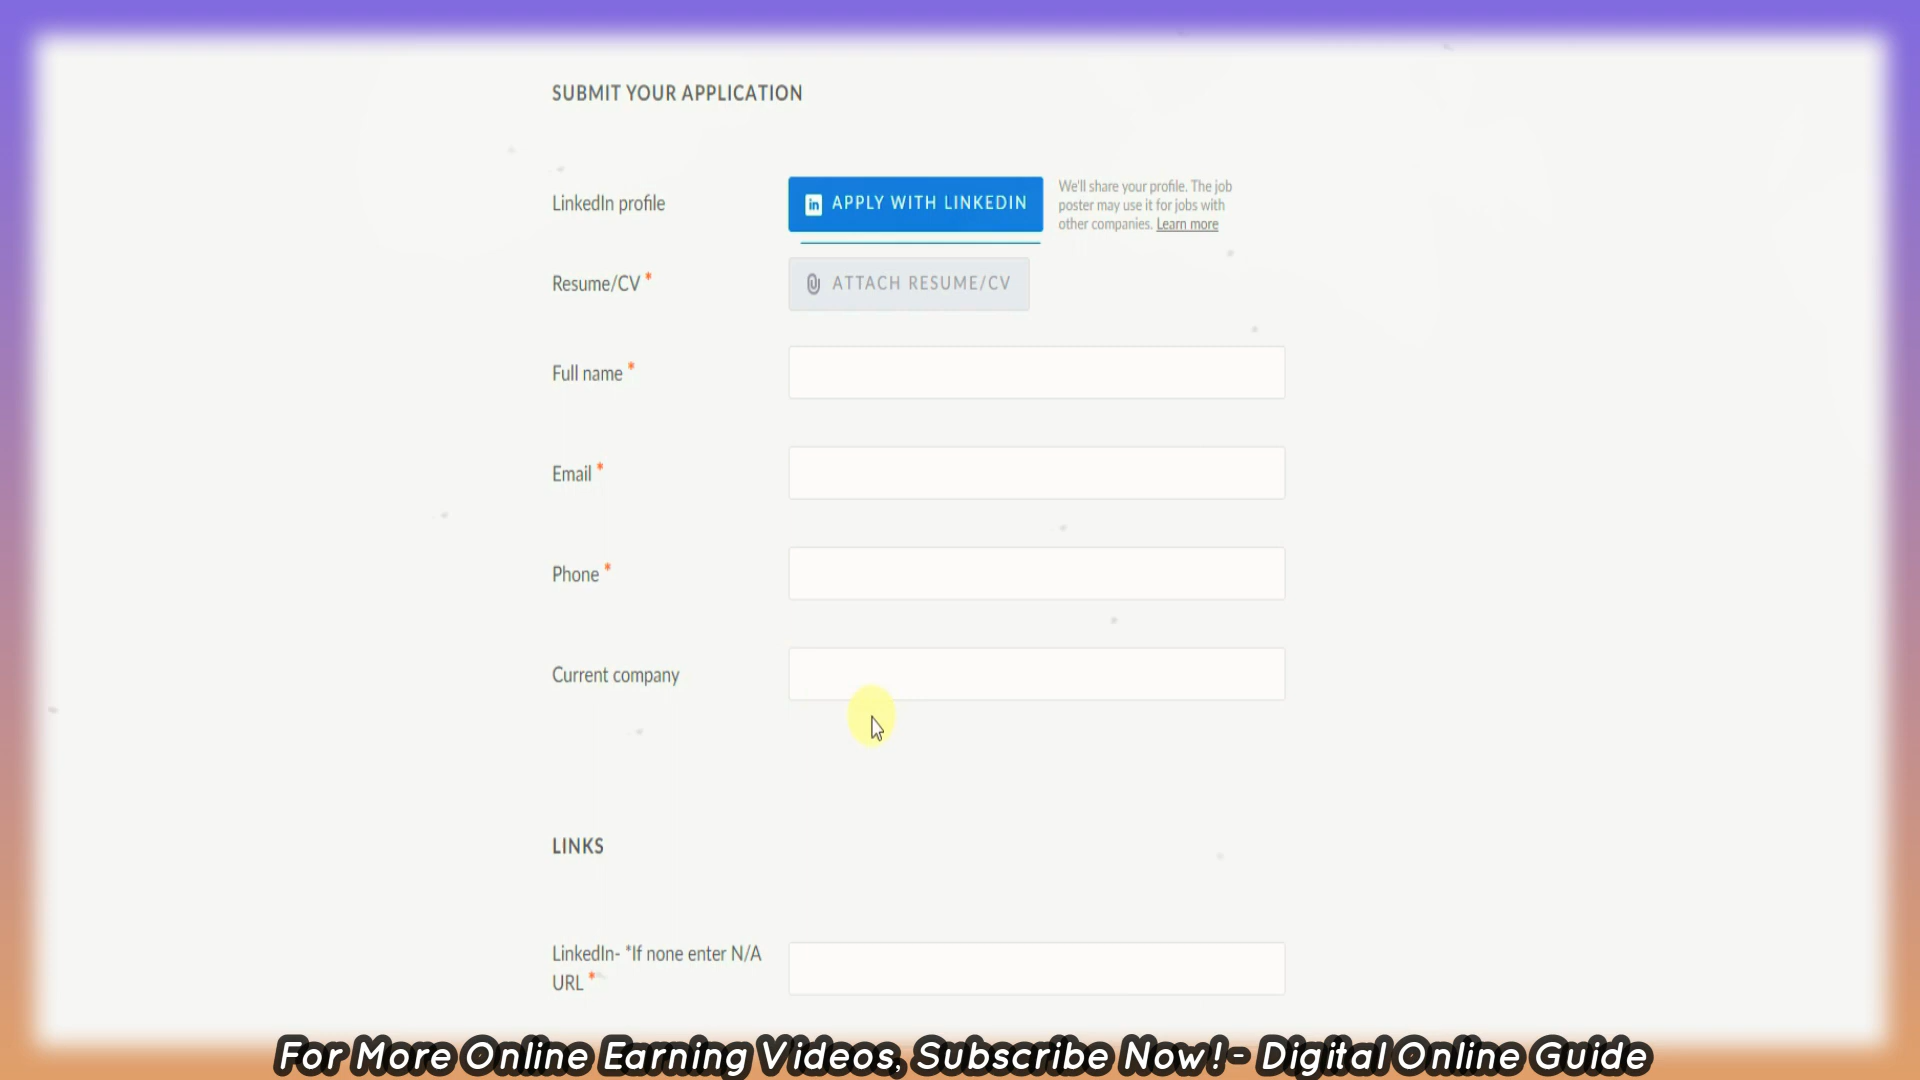 SUBMIT YOUR APPLICATION
LinkedIn profile
in APPLY WITH LINKEDIN
We'll share your profile. The job
poster may use it for jobs with
other companies. Learn more
Resume/CV *
ATTACH RESUME/CV
Full name *
Email *
Phone *
Current company
LINKS
LinkedIn- *If none enter N/A
URL *
For More Online Earning Videos, Subscribe Now! - Digital Online Guide